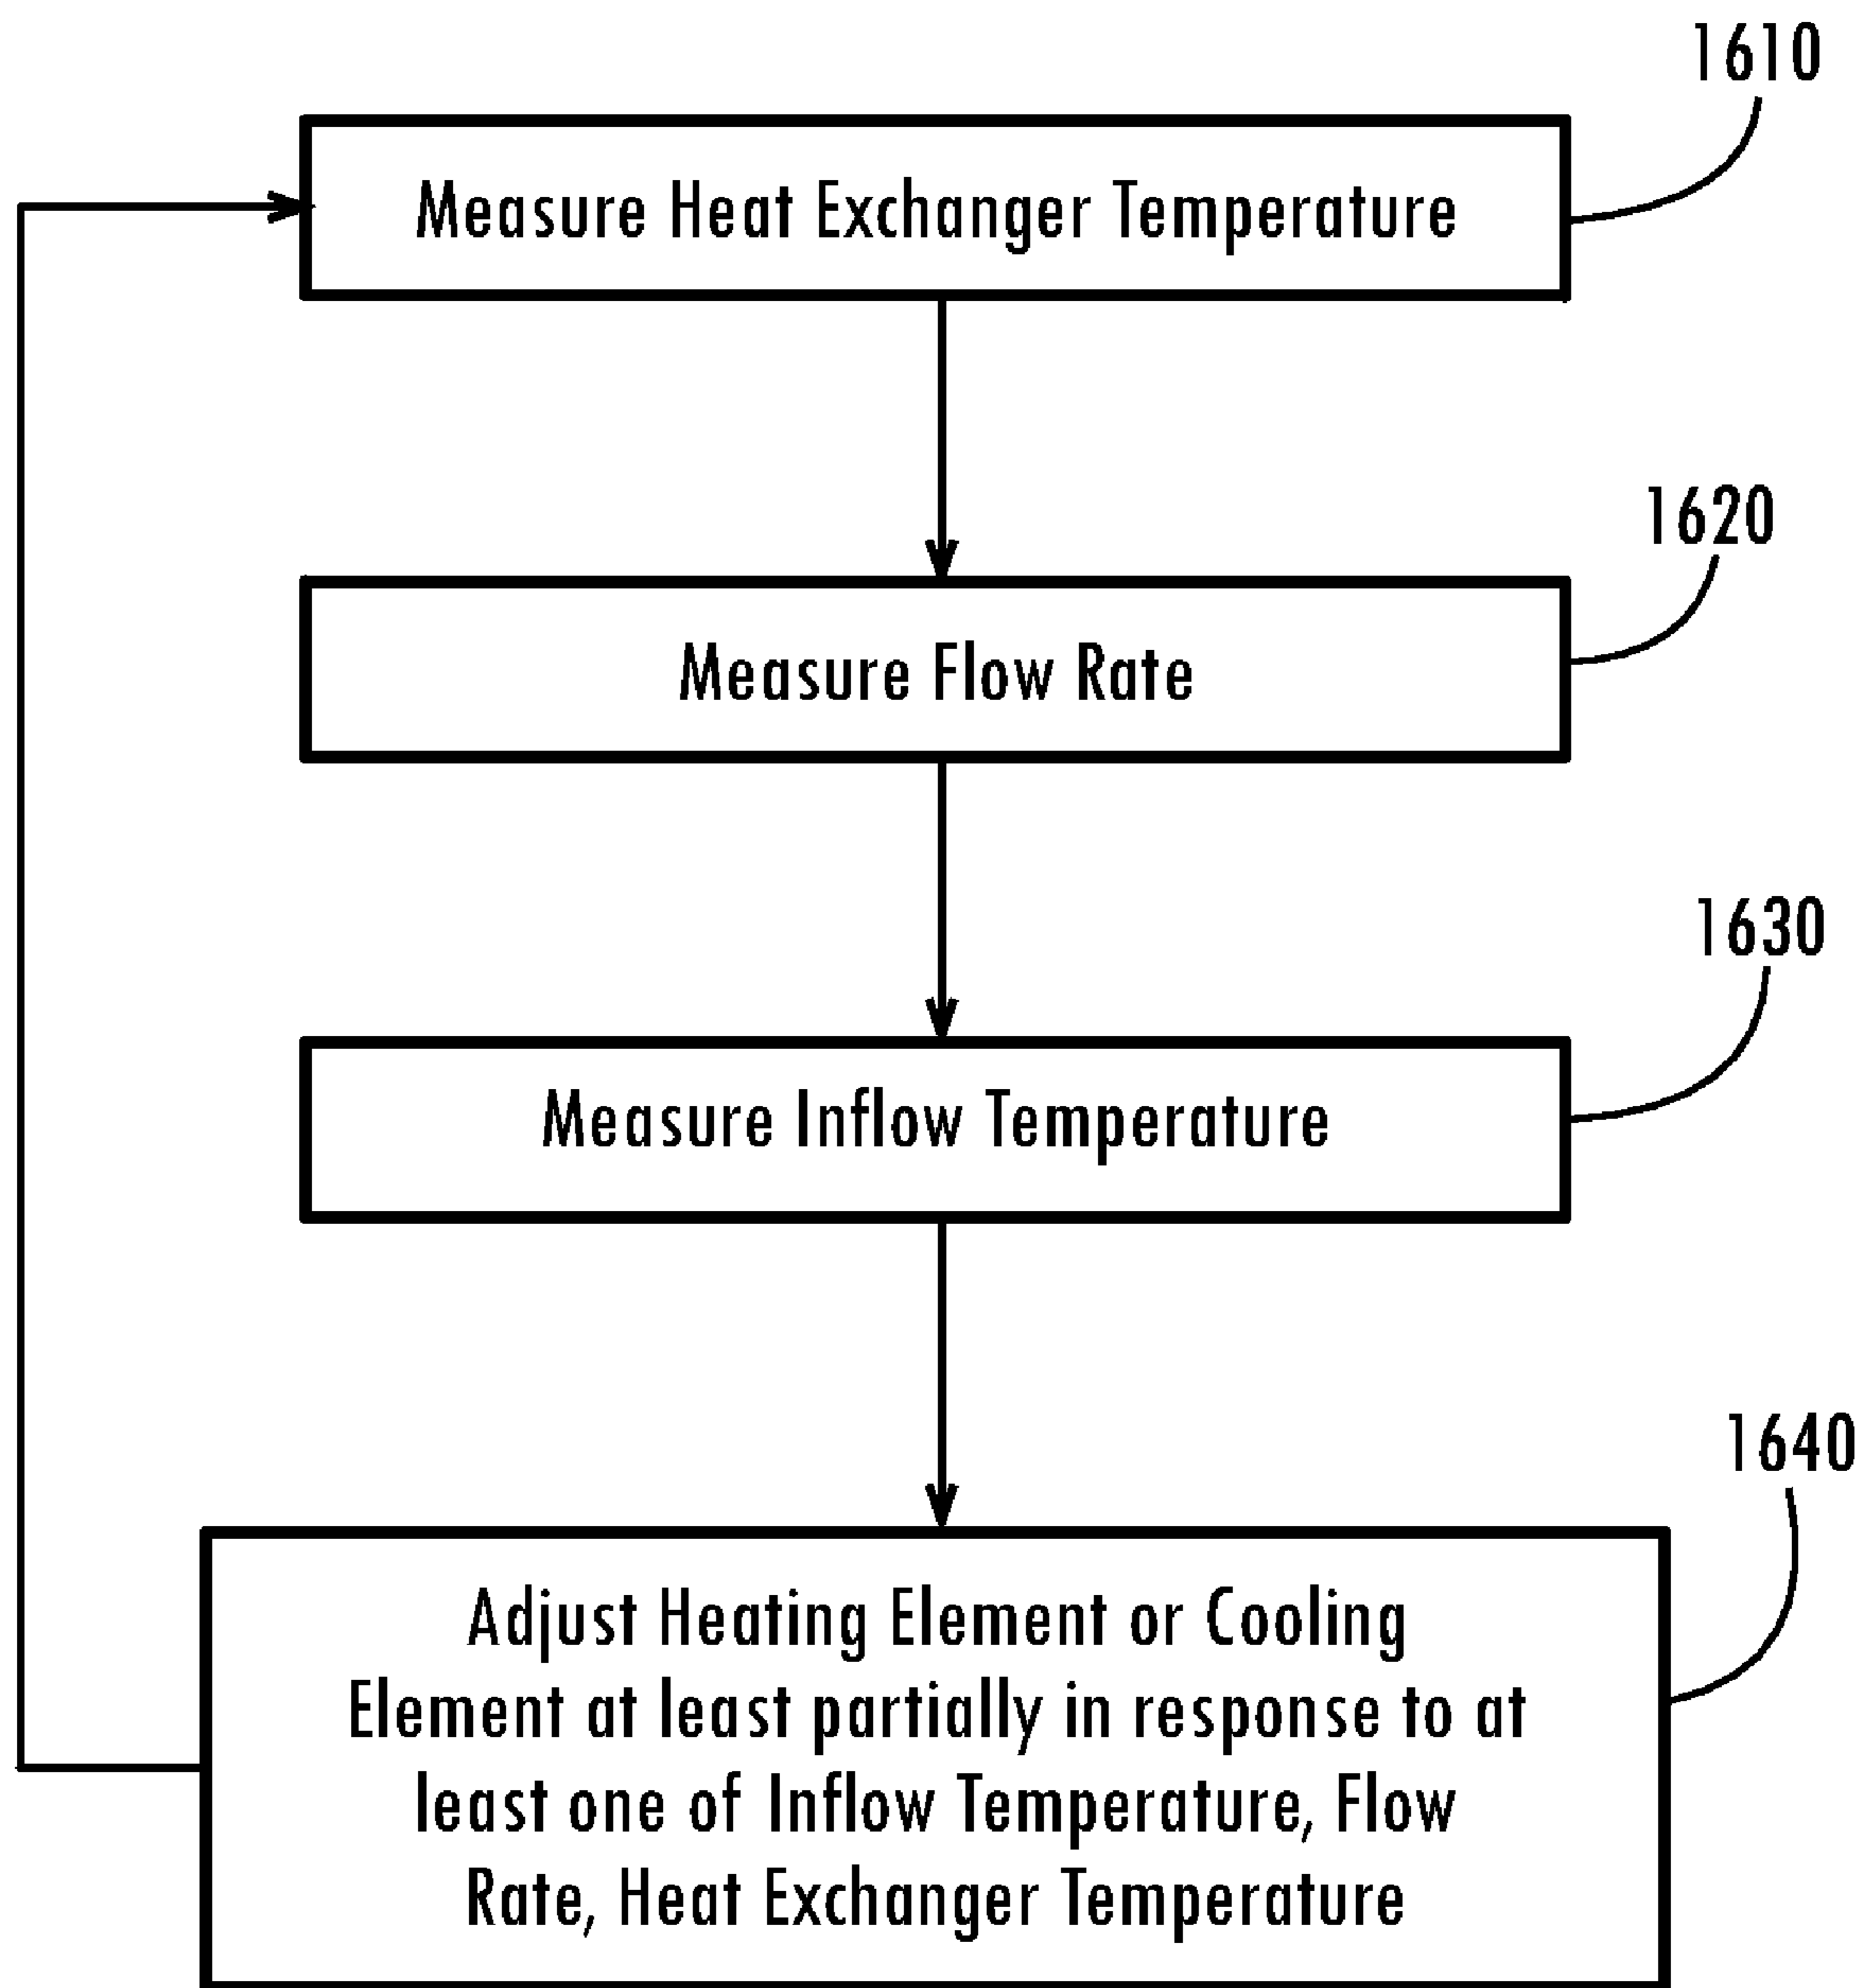 1610
Measure Heat Exchanger Temperature
1620
Measure Flow Rate
1630
Measure Inflow Temperature
1640
Adjust Heating Element or Cooling
Element at least partially in response to at
least one of Inflow Temperature, Flow
Rate, Heat Exchanger Temperature